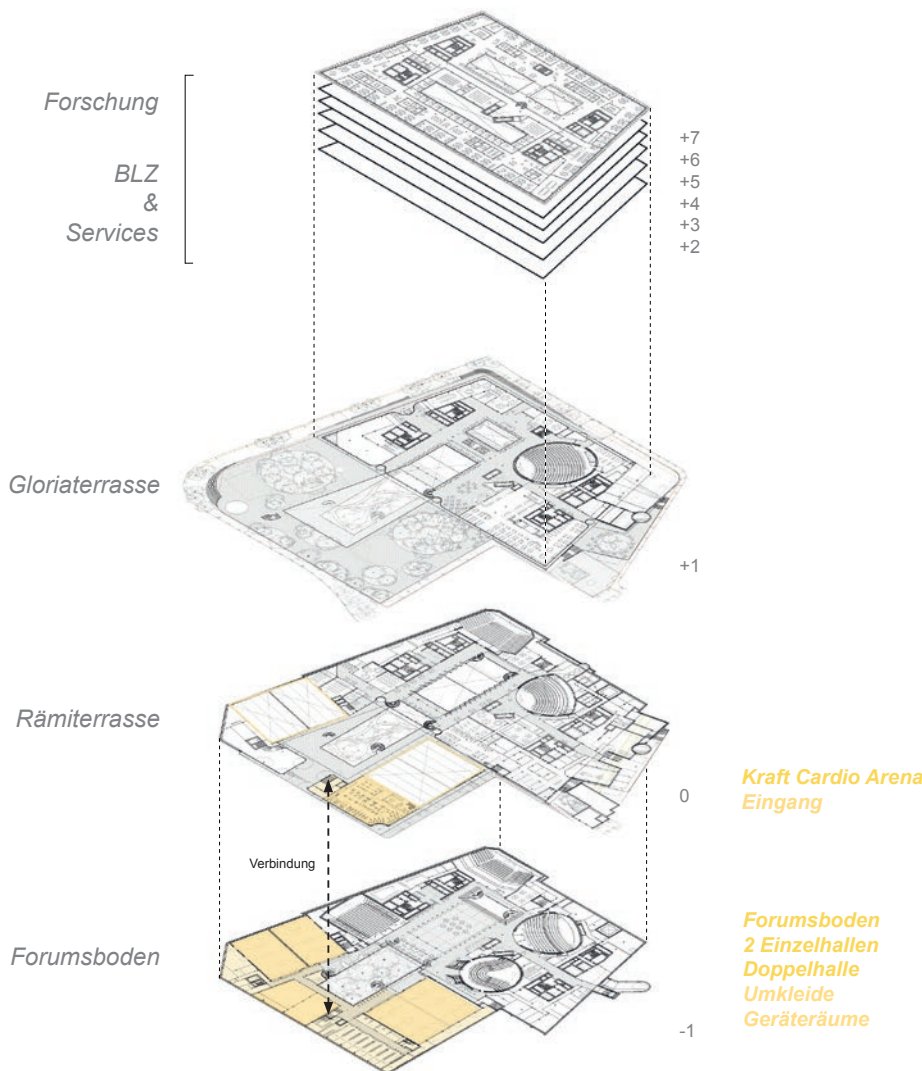 Forschung
BLZ
&
Services
+7
+6
+5
+4
+3
+2
Gloriaterrasse
+1
Rämiterrasse
0
Kraft Cardio Arena
Eingang
Verbindung
Forumsboden
-1
Forumsboden
2 Einzelhallen
Doppelhalle
Umkleide
Geräteräume